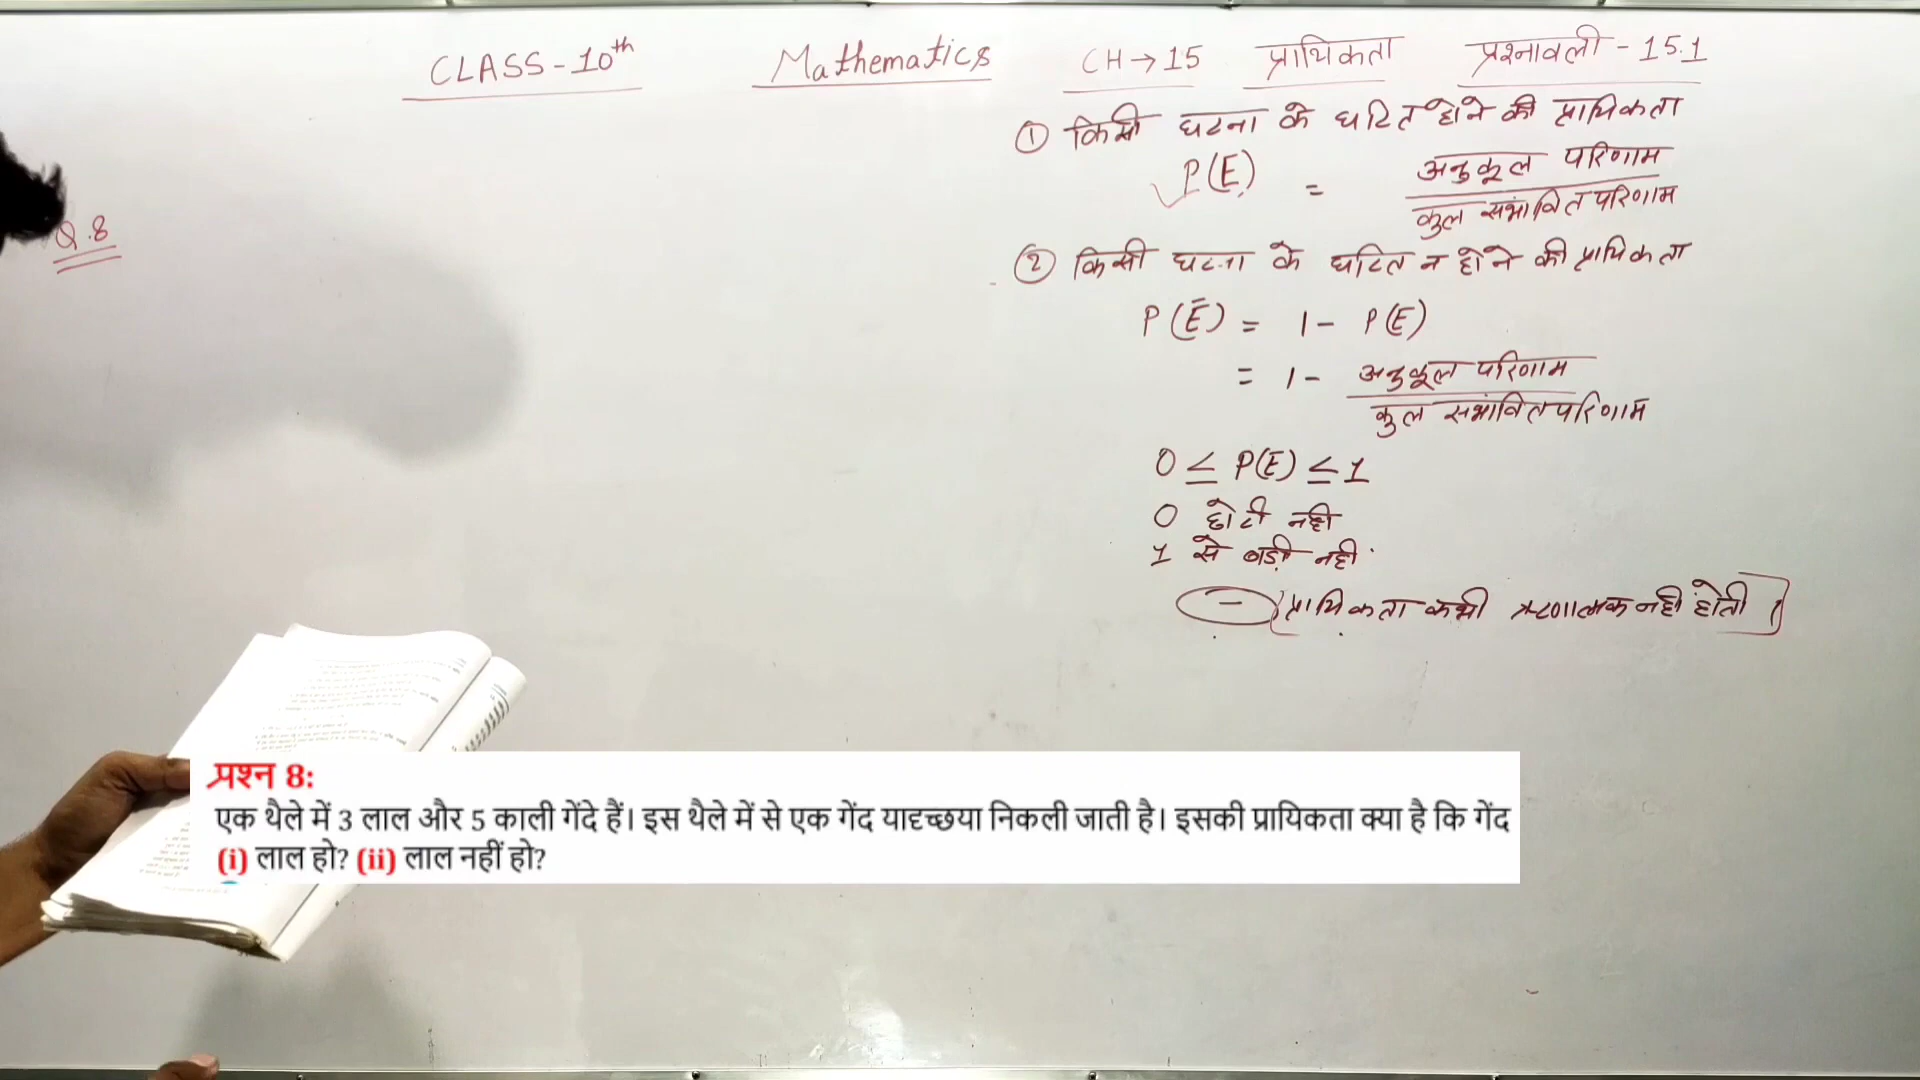 CLASS-10th Mathematics CH→15 प्रायिकता प्रश्नावली-15.1
① किसी घटना के घटित होने की प्रायिकता
P(E) = अनुकूल परिणाम / कुल संभावित परिणाम
Q.8
② किसी घटना के घटित न होने की प्रायिकता
P(Ē) = 1 - P(E)
= 1 - अनुकूल परिणाम / कुल संभावित परिणाम
0 ≤ P(E) ≤ 1
0 छोटी नही
1 से बड़ी नही
- [प्रायिकता कभी ऋणात्मक नही होती।]
प्रश्न 8:
एक थैले में 3 लाल और 5 काली गेंदे हैं। इस थैले में से एक गेंद यादृच्छया निकली जाती है। इसकी प्रायिकता क्या है कि गेंद
(i) लाल हो? (ii) लाल नहीं हो?